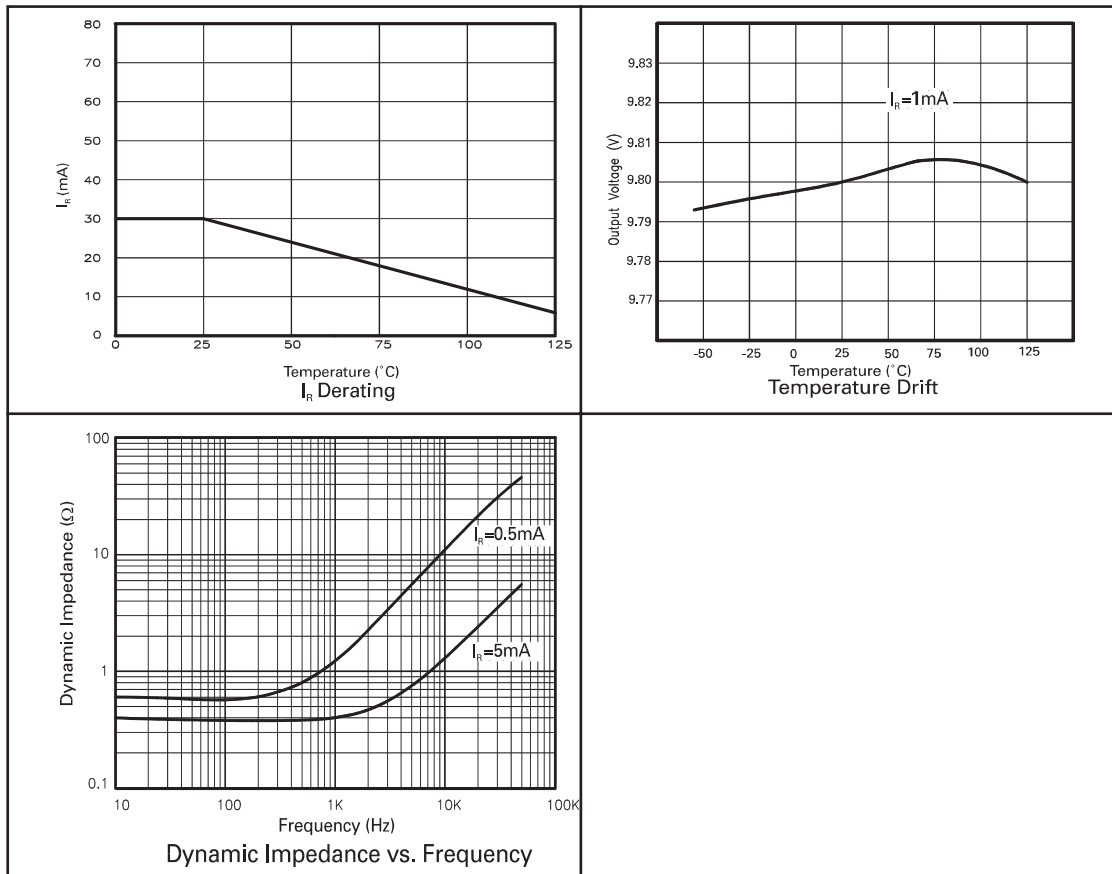 80
70
60
50
40
30
20
10
0
I_R (mA)
0 25 50 75 100 125
Temperature (˚C)
I_R Derating
9.83
9.82
9.81
9.80
9.79
9.78
9.77
Output Voltage (V)
I_R=1mA
-50 -25 0 25 50 75 100 125
Temperature (˚C)
Temperature Drift
100
10
1
0.1
Dynamic Impedance (Ω)
I_R=0.5mA
I_R=5mA
10 100 1K 10K 100K
Frequency (Hz)
Dynamic Impedance vs. Frequency